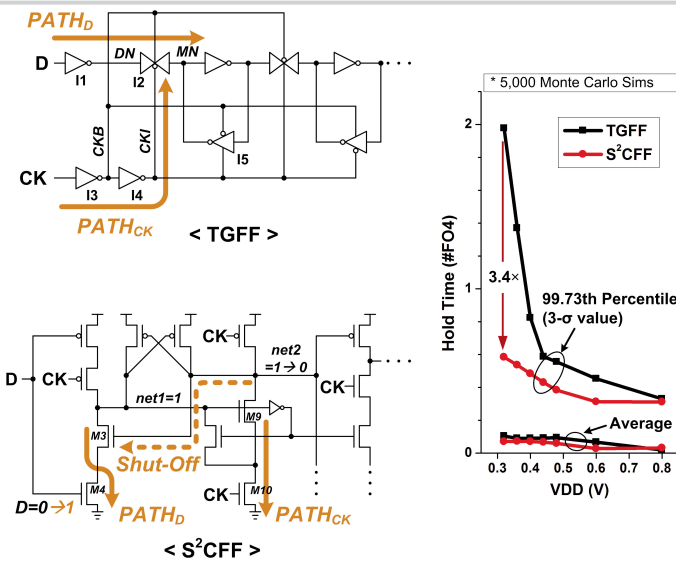 PATH_D
DN
MN
D
I1
I2
CKB
CKI
I5
CK
I3
I4
PATH_CK
< TGFF >
CK
net2
=1→0
D
CK
CK
net1=1
M9
M3
Shut-Off
M4
CK
M10
D=0→1
PATH_D
PATH_CK
< S²CFF >
* 5,000 Monte Carlo Sims
TGFF
S²CFF
2
1
0
Hold Time (#FO4)
3.4×
99.73th Percentile
(3-σ value)
Average
0.3 0.4 0.5 0.6 0.7 0.8
VDD (V)